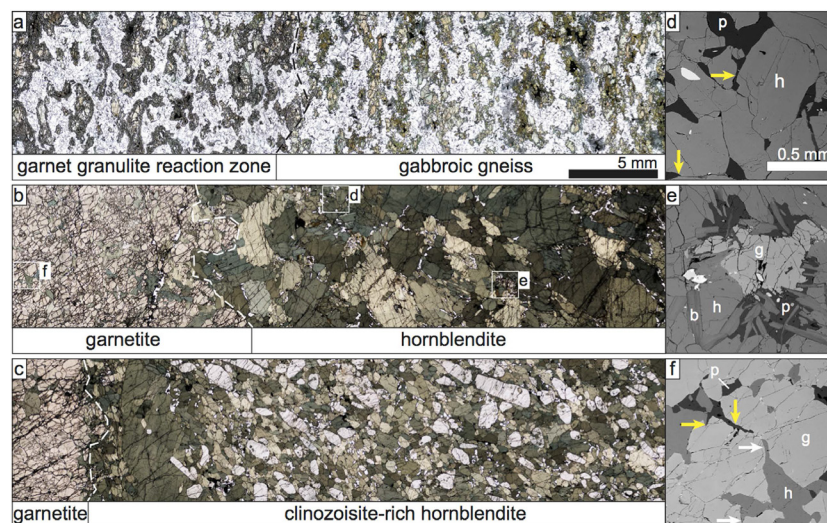 a
garnet granulite reaction zone
gabbroic gneiss
5 mm
b
d
f
e
garnetite
hornblendite
c
garnetite
clinozoisite-rich hornblendite
d
p
h
0.5 mm
e
g
h
b
p
f
p
g
h